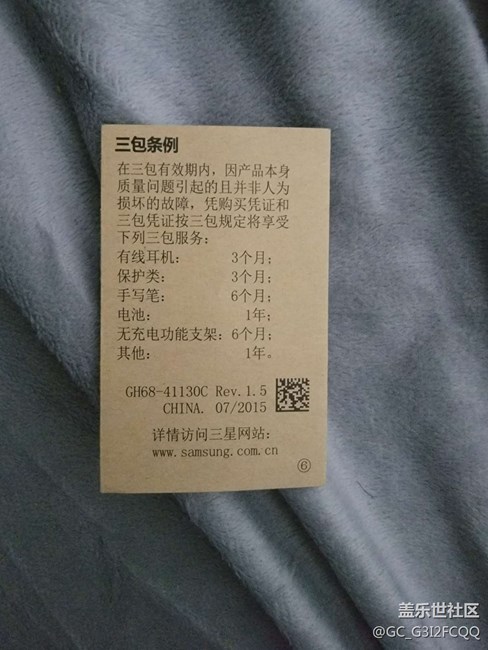 三包条例
在三包有效期内，因产品本身
质量问题引起的且并非人为
损坏的故障，凭购买凭证和
三包凭证按三包规定将享受
下列三包服务：
有线耳机： 3个月；
保护类： 3个月；
手写笔： 6个月；
电池： 1年；
无充电功能支架：6个月；
其他： 1年。
GH68-41130C Rev.1.5
CHINA. 07/2015
详情访问三星网站：
www.samsung.com.cn
⑥
盖乐世社区
@GC_G3I2FCQQ